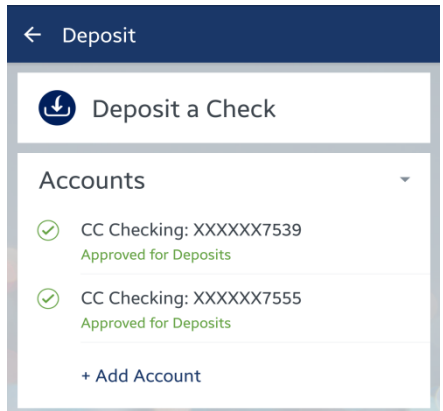 Deposit
Deposit a Check
Accounts
CC Checking: XXXXXX7539
Approved for Deposits
CC Checking: XXXXXX7555
Approved for Deposits
+ Add Account